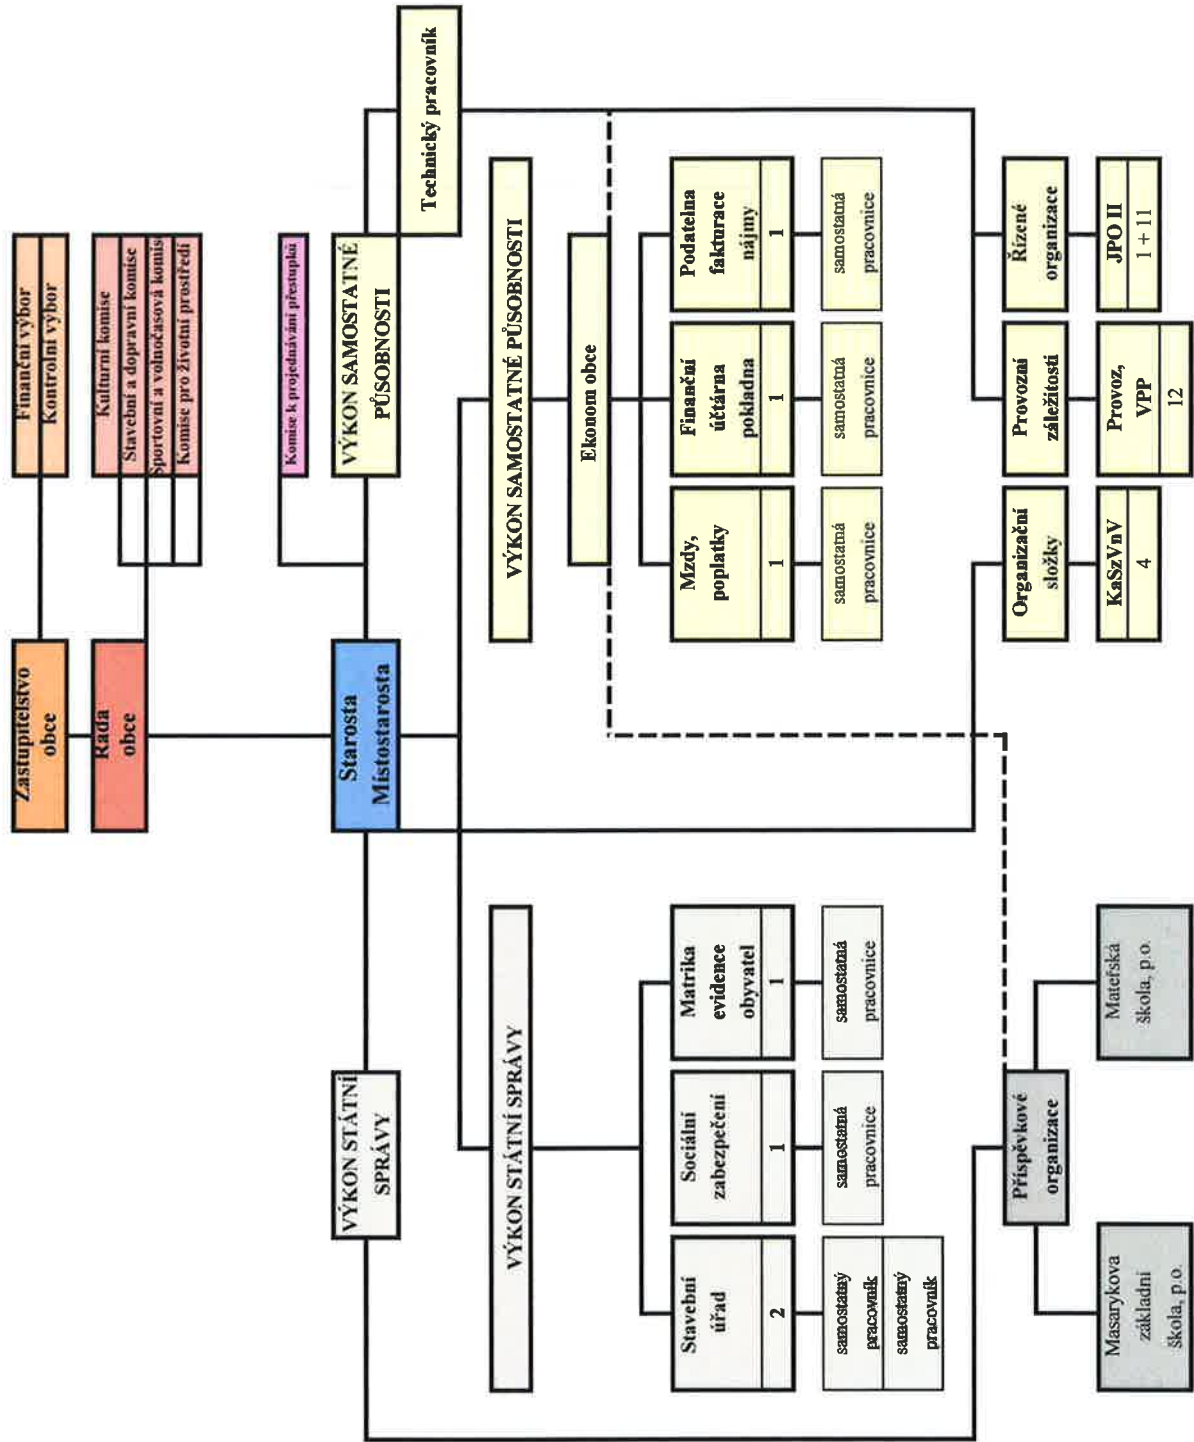 Zastupitelstvo
obce
Finanční výbor
Kontrolní výbor
Rada
obce
Kulturní komise
Stavební a dopravní komise
Sportovní a volnočasová komise
Komise pro životní prostředí
Komise k projednávání přestupků
VÝKON STÁTNÍ
SPRÁVY
Starosta
Místostarosta
VÝKON SAMOSTATNÉ
PŮSOBNOSTI
Technický pracovník
VÝKON STÁTNÍ SPRÁVY
VÝKON SAMOSTATNÉ PŮSOBNOSTI
Ekonom obce
Stavební
úřad
2
Sociální
zabezpečení
1
Matrika
evidence
obyvatel
1
Mzdy,
poplatky
1
Finanční
účtárna
pokladna
1
Podatelna
fakturace
nájmy
1
samostatný
pracovník
samostatný
pracovník
samostatná
pracovnice
samostatná
pracovnice
samostatná
pracovnice
samostatná
pracovnice
samostatná
pracovnice
Příspěvkové
organizace
Organizační
složky
Provozní
záležitosti
Řízené
organizace
Masarykova
základní
škola, p.o.
Mateřská
škola, p.o.
KaSzVnV
4
Provoz,
VPP
12
JPO II
1 + 11